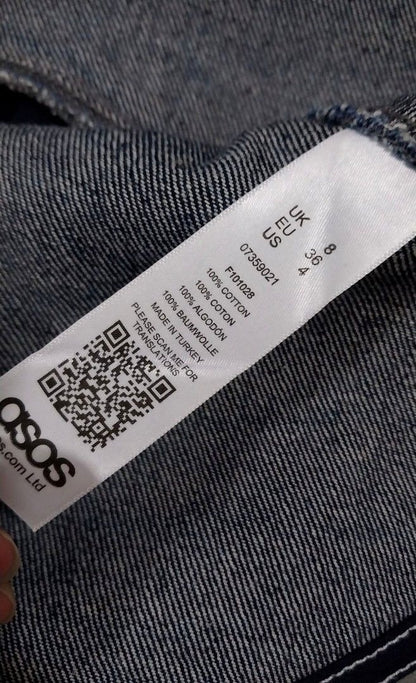 UK 8
EU 36
US 4
07359021
F101028
100% COTTON
100% COTON
100% ALGODÓN
100% BAUMWOLLE
MADE IN TURKEY
PLEASE SCAN ME FOR
TRANSLATIONS
asos
.com Ltd